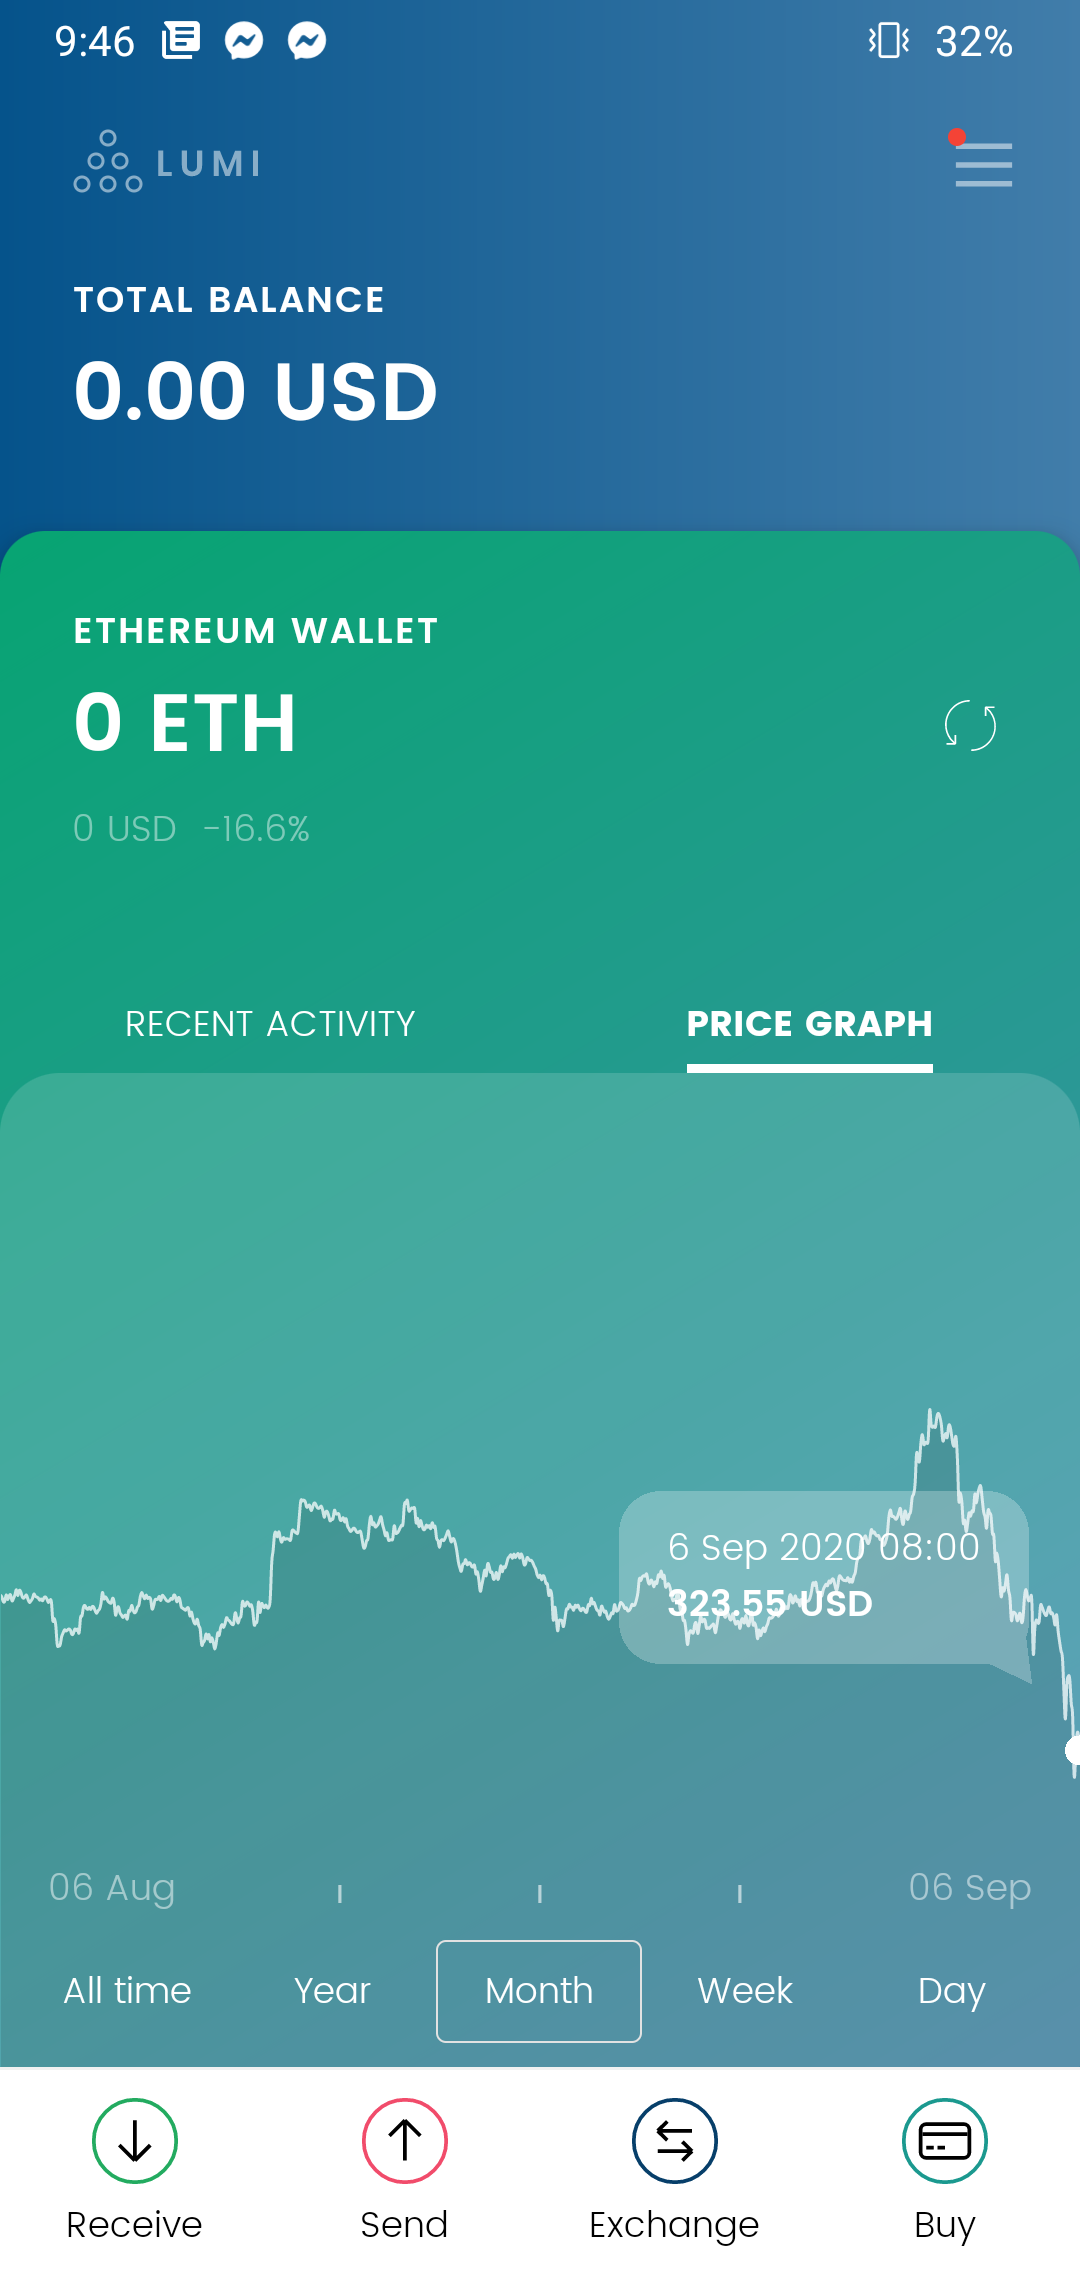 9:46
32%
LUMI
TOTAL BALANCE
0.00 USD
ETHEREUM WALLET
0 ETH
0 USD -16.6%
RECENT ACTIVITY
PRICE GRAPH
6 Sep 2020 08:00
323.55 USD
06 Aug
06 Sep
All time
Year
Month
Week
Day
Receive
Send
Exchange
Buy